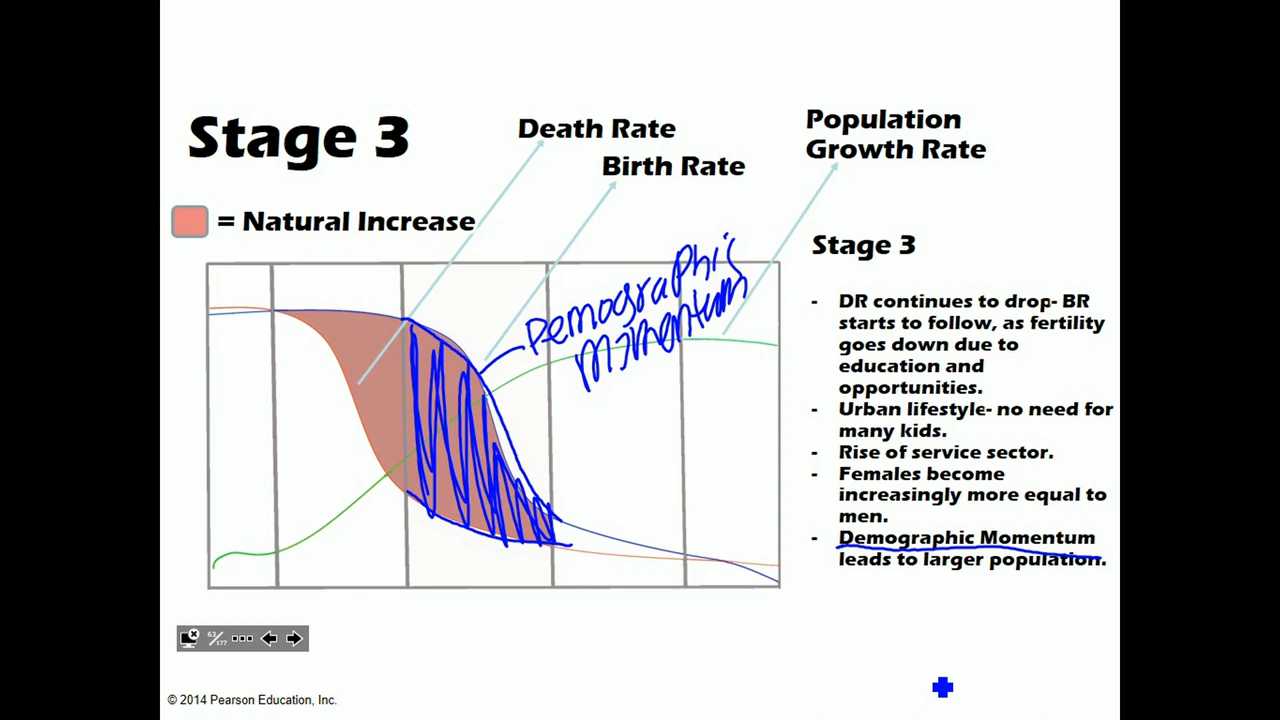 Stage 3
Death Rate
Birth Rate
Population
Growth Rate
= Natural Increase
Demographic
Momentum
Stage 3
- DR continues to drop- BR
starts to follow, as fertility
goes down due to
education and
opportunities.
- Urban lifestyle- no need for
many kids.
- Rise of service sector.
- Females become
increasingly more equal to
men.
- Demographic Momentum
leads to larger population.
63/177
© 2014 Pearson Education, Inc.